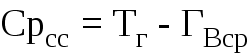 Ср_сс = Т_г - Г_Вср